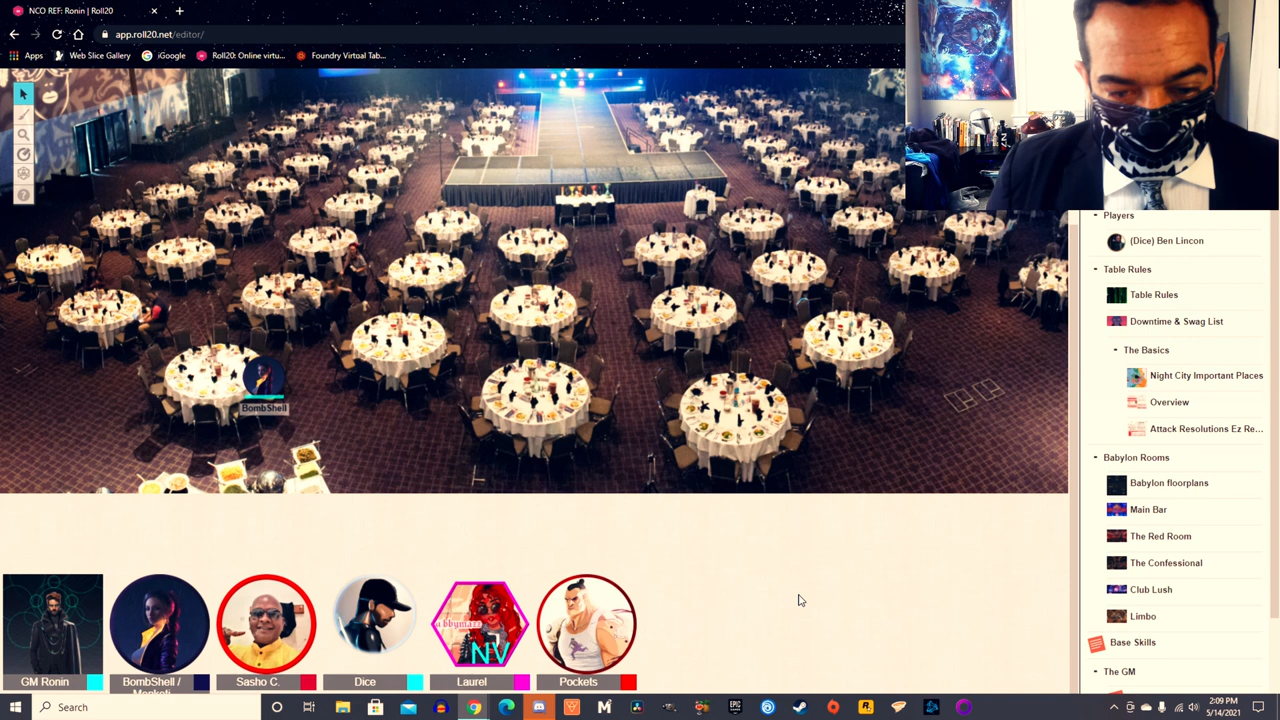 NCO REF: Ronin | Roll20
app.roll20.net/editor/
Apps
Web Slice Gallery
iGoogle
Roll20: Online virtu...
Foundry Virtual Tab...
Players
(Dice) Ben Lincon
Table Rules
Table Rules
Downtime & Swag List
The Basics
Night City Important Places
Overview
Attack Resolutions Ez Re...
Babylon Rooms
Babylon floorplans
Main Bar
The Red Room
The Confessional
Club Lush
Limbo
Base Skills
The GM
BombShell
NV
GM Ronin
BombShell /
Sasho C.
Dice
Laurel
Pockets
Search
EPIC
2:09 PM
5/14/2021